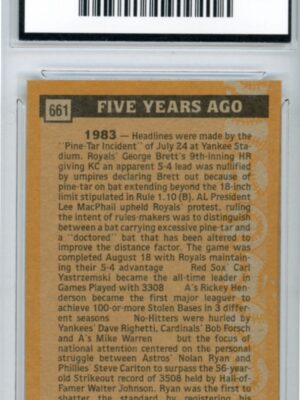 661 FIVE YEARS AGO
1983 — Headlines were made by the
"Pine-Tar Incident" of July 24 at Yankee Sta-
dium. Royals' George Brett's 9th-inning HR
giving KC an apparent 5-4 lead was nullified
by umpires declaring Brett out because of
pine-tar on bat extending beyond the 18-inch
limit stipulated in Rule 1.10 (B). AL President
Lee MacPhail upheld Royals' protest, ruling
the intent of rules-makers was to distinguish
between a bat carrying excessive pine-tar and
a "doctored" bat that has been altered to
improve the distance factor. The game was
completed August 18 with Royals maintain-
ing their 5-4 advantage Red Sox' Carl
Yastrzemski became the all-time leader in
Games Played with 3308 A's Rickey Hen-
derson became the first major leaguer to
achieve 100-or-more Stolen Bases in 3 differ-
ent seasons No-Hitters were hurled by
Yankees' Dave Righetti, Cardinals' Bob Forsch
and A's Mike Warren but the focus of
national attention centered on the personal
struggle between Astros' Nolan Ryan and
Phillies' Steve Carlton to surpass the 56-year-
old Strikeout record of 3508 held by Hall-of-
Famer Walter Johnson. Ryan was the first to
shatter the standard by registering his